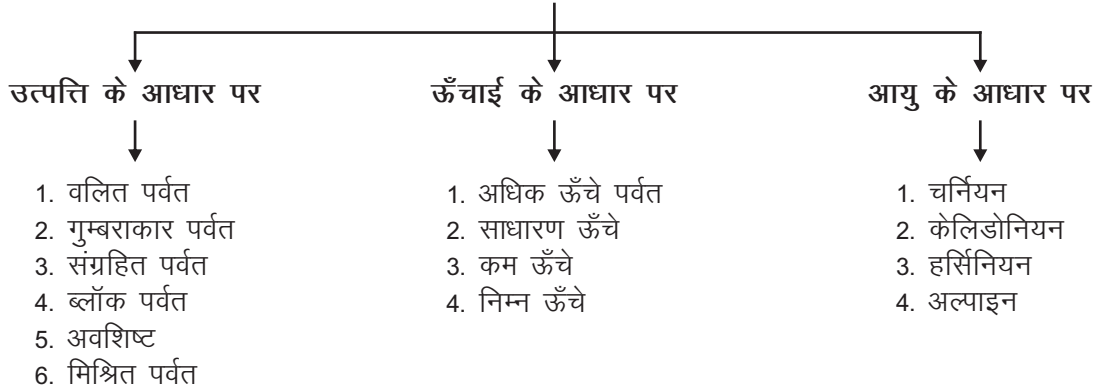 उत्पत्ति के आधार पर
1. वलित पर्वत
2. गुम्बराकार पर्वत
3. संग्रहित पर्वत
4. ब्लॉक पर्वत
5. अवशिष्ट
6. मिश्रित पर्वत
ऊँचाई के आधार पर
1. अधिक ऊँचे पर्वत
2. साधारण ऊँचे
3. कम ऊँचे
4. निम्न ऊँचे
आयु के आधार पर
1. चर्नियन
2. केलिडोनियन
3. हर्सिनियन
4. अल्पाइन